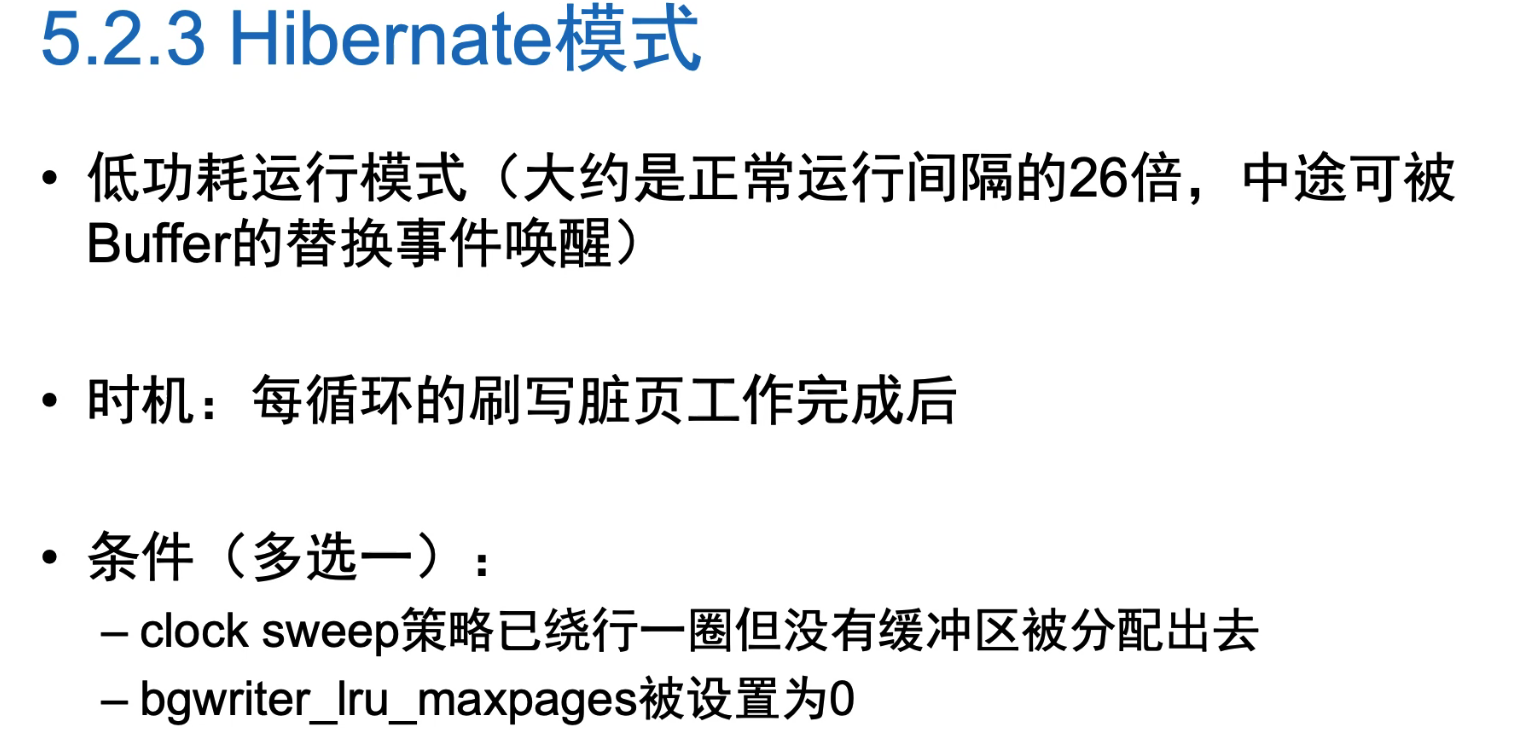 5.2.3 Hibernate模式
• 低功耗运行模式（大约是正常运行间隔的26倍，中途可被
Buffer的替换事件唤醒）
• 时机：每循环的刷写脏页工作完成后
• 条件（多选一）：
– clock sweep策略已绕行一圈但没有缓冲区被分配出去
– bgwriter_lru_maxpages被设置为0